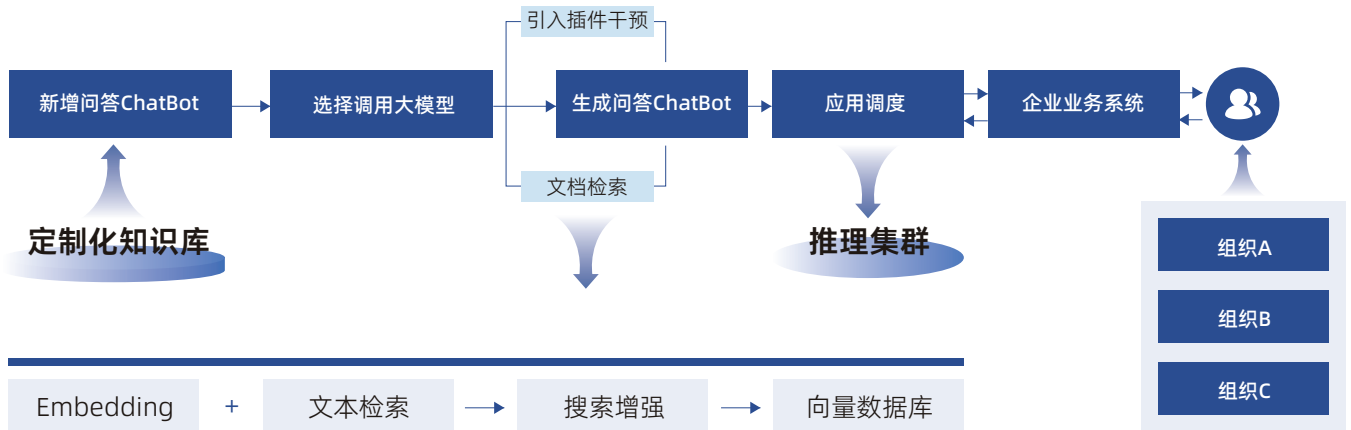 引入插件干预
新增问答ChatBot
选择调用大模型
生成问答ChatBot
应用调度
企业业务系统
文档检索
定制化知识库
推理集群
组织A
组织B
组织C
Embedding
+
文本检索
搜索增强
向量数据库